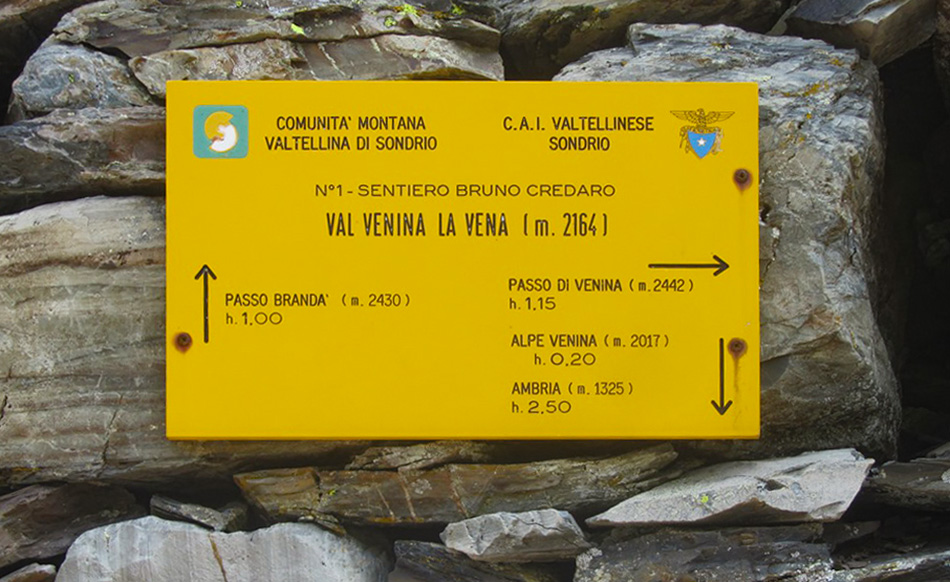 COMUNITA' MONTANA
VALTELLINA DI SONDRIO
C.A.I. VALTELLINESE
SONDRIO
N°1 - SENTIERO BRUNO CREDARO
VAL VENINA LA VENA (m. 2164)
PASSO BRANDA' (m. 2430)
h. 1,00
PASSO DI VENINA (m. 2442)
h. 1,15
ALPE VENINA (m. 2017)
h. 0,20
AMBRIA (m. 1325)
h. 2,50